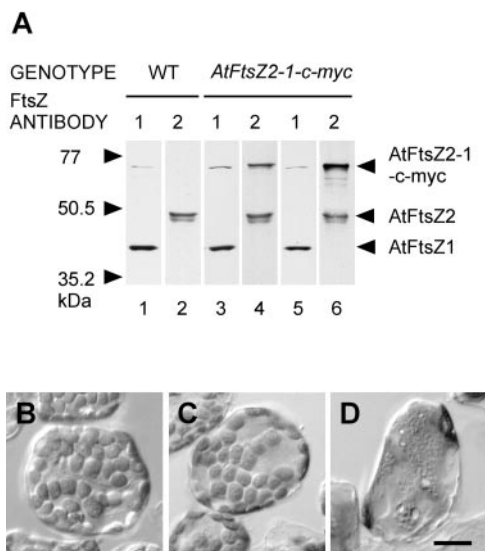 A
GENOTYPE WT AtFtsZ2-1-c-myc
FtsZ
ANTIBODY 1 2 1 2 1 2
77
AtFtsZ2-1
-c-myc
50.5
AtFtsZ2
AtFtsZ1
35.2
kDa
1 2 3 4 5 6
B C D